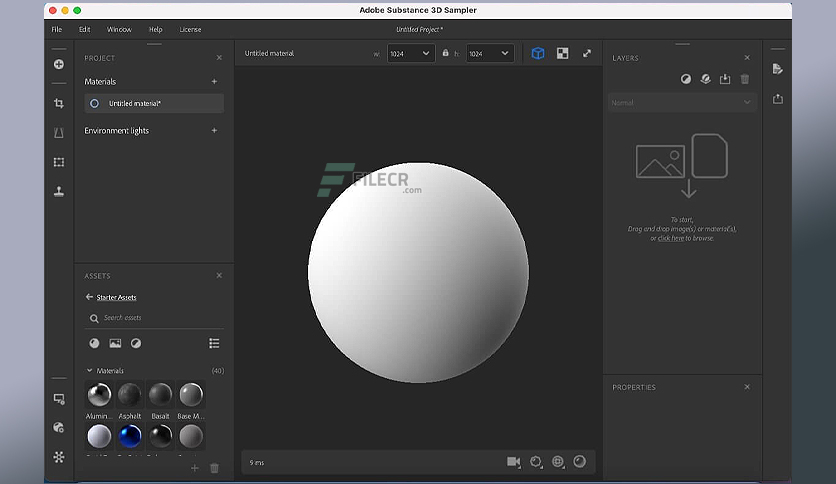 Adobe Substance 3D Sampler
File Edit Window Help License
Untitled Project *
PROJECT
Materials
Untitled material*
Environment lights
ASSETS
Starter Assets
Search assets
Materials (40)
Alumin... Asphalt Basalt Base M...
Untitled material w: 1024 h: 1024
FILECR
.com
9 ms
LAYERS
Normal
To start,
Drag and drop image(s) or material(s),
or click here to browse.
PROPERTIES